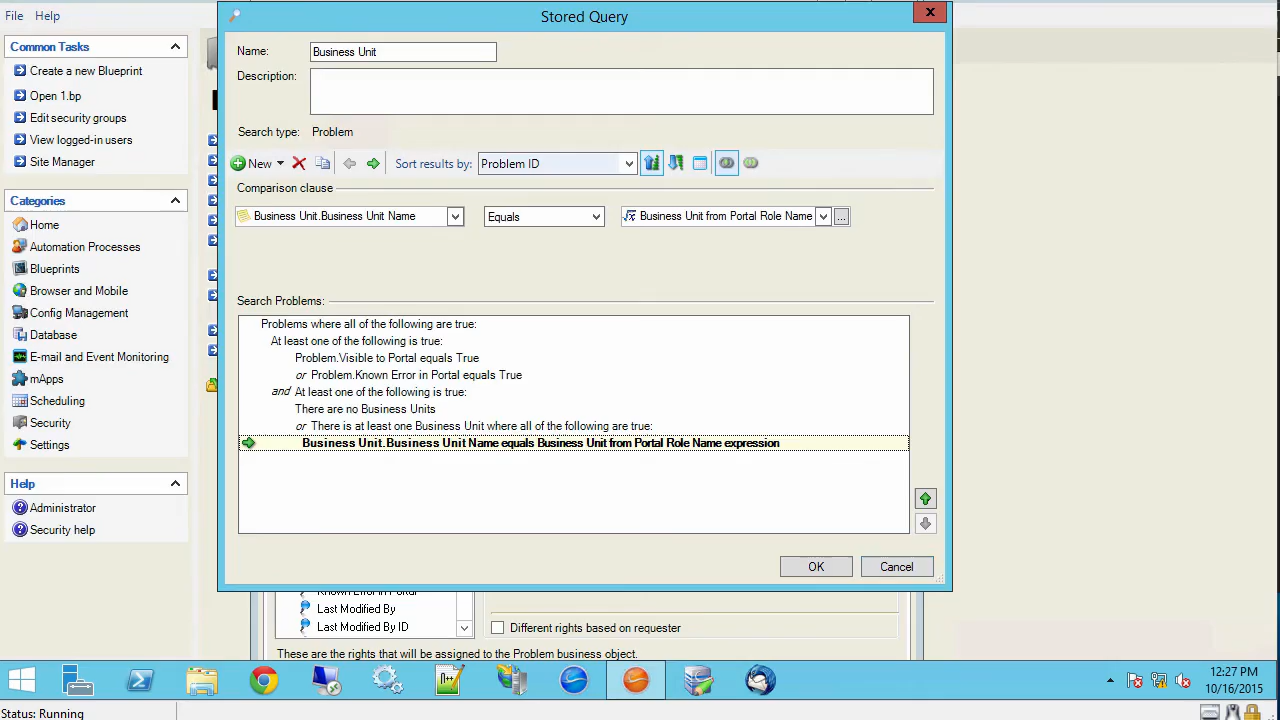 File Help
Stored Query
Common Tasks
Create a new Blueprint
Open 1.bp
Edit security groups
View logged-in users
Site Manager
Categories
Home
Automation Processes
Blueprints
Browser and Mobile
Config Management
Database
E-mail and Event Monitoring
mApps
Scheduling
Security
Settings
Help
Administrator
Security help
Name: Business Unit
Description:
Search type: Problem
New Sort results by: Problem ID
Comparison clause
Business Unit.Business Unit Name Equals Business Unit from Portal Role Name ...
Search Problems:
Problems where all of the following are true:
At least one of the following is true:
Problem.Visible to Portal equals True
or Problem.Known Error in Portal equals True
and At least one of the following is true:
There are no Business Units
or There is at least one Business Unit where all of the following are true:
Business Unit.Business Unit Name equals Business Unit from Portal Role Name expression
OK Cancel
Known Error in Portal
Last Modified By
Last Modified By ID
Different rights based on requester
These are the rights that will be assigned to the Problem business object.
12:27 PM
10/16/2015
Status: Running